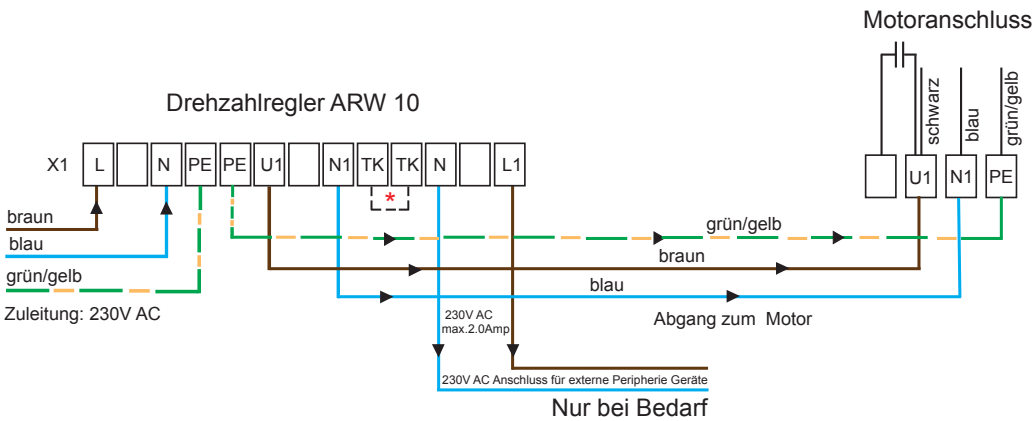 Motoranschluss
schwarz
blau
grün/gelb
Drehzahlregler ARW 10
X1 L N PE PE U1 N1 TK TK N L1
*
U1 N1 PE
braun
blau
grün/gelb
Zuleitung: 230V AC
grün/gelb
braun
blau
230V AC
max.2.0Amp
Abgang zum Motor
230V AC Anschluss für externe Peripherie Geräte
Nur bei Bedarf